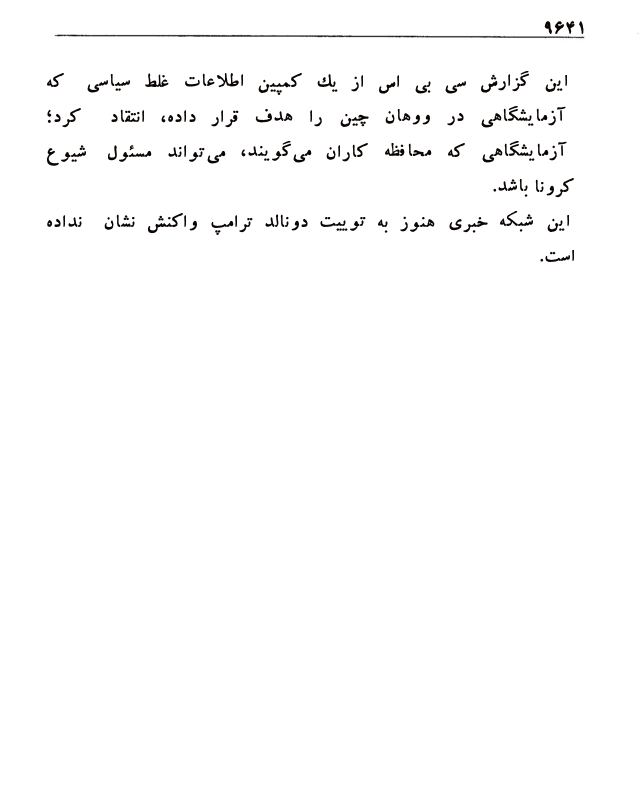 ۹۶۴۱
این گزارش سی بی اس از یك کمپین اطلاعات غلط سیاسی که
آزمایشگاهی در ووهان چین را هدف قرار داده، انتقاد کرد؛
آزمایشگاهی که محافظه کاران می‌گویند، می‌تواند مسئول شیوع
کرونا باشد.
این شبکه خبری هنوز به توییت دونالد ترامپ واکنش نشان نداده
است.